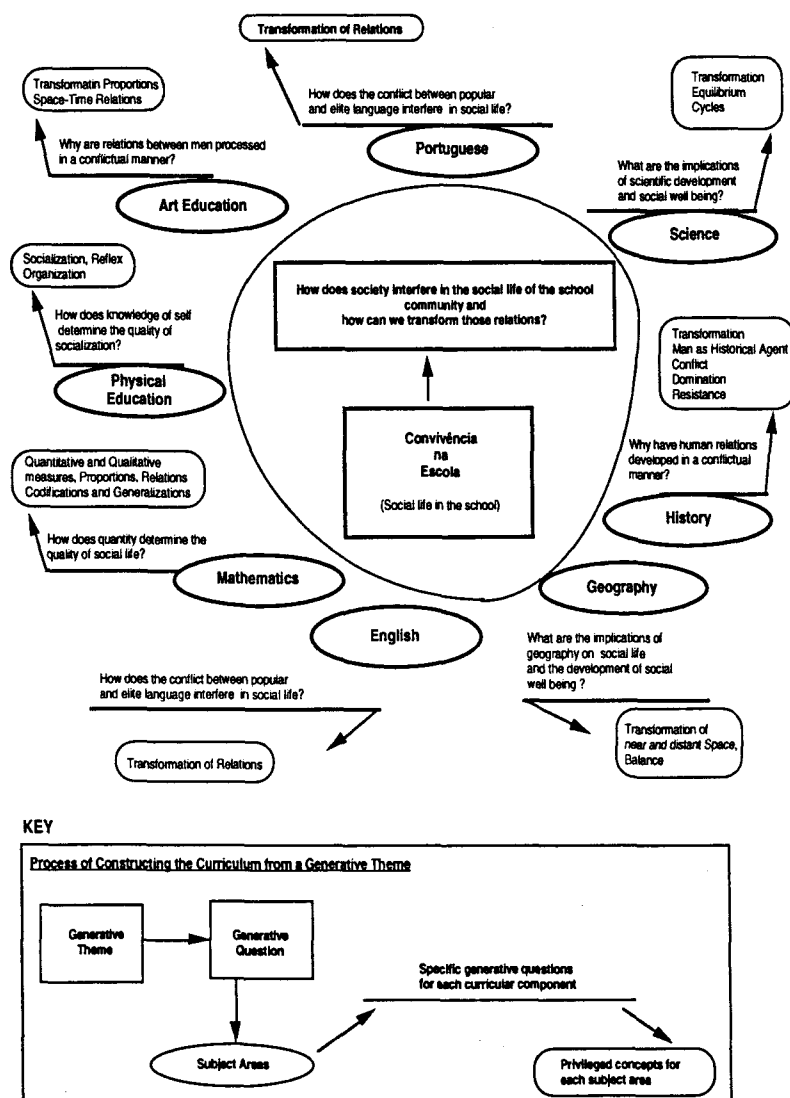 Transformation of Relations
How does the conflict between popular
and elite language interfere in social life?
Portuguese
Transformatin Proportions
Space-Time Relations
Why are relations between men processed
in a conflictual manner?
Art Education
Transformation
Equilibrium
Cycles
What are the implications
of scientific development
and social well being?
Science
Socialization, Reflex
Organization
How does knowledge of self
determine the quality of
socialization?
Physical
Education
How does society interfere in the social life of the school
community and
how can we transform those relations?
Convivência
na
Escola
(Social life in the school)
Transformation
Man as Historical Agent
Conflict
Domination
Resistance
Why have human relations
developed in a conflictual
manner?
History
Quantitative and Qualitative
measures, Proportions, Relations
Codifications and Generalizations
How does quantity determine the
quality of social life?
Mathematics
Geography
English
What are the implications of
geography on social life
and the development of social
well being ?
Transformation of
near and distant Space,
Balance
How does the conflict between popular
and elite language interfere in social life?
Transformation of Relations
KEY
Process of Constructing the Curriculum from a Generative Theme
Generative
Theme
Generative
Question
Subject Areas
Specific generative questions
for each curricular component
Privileged concepts for
each subject area